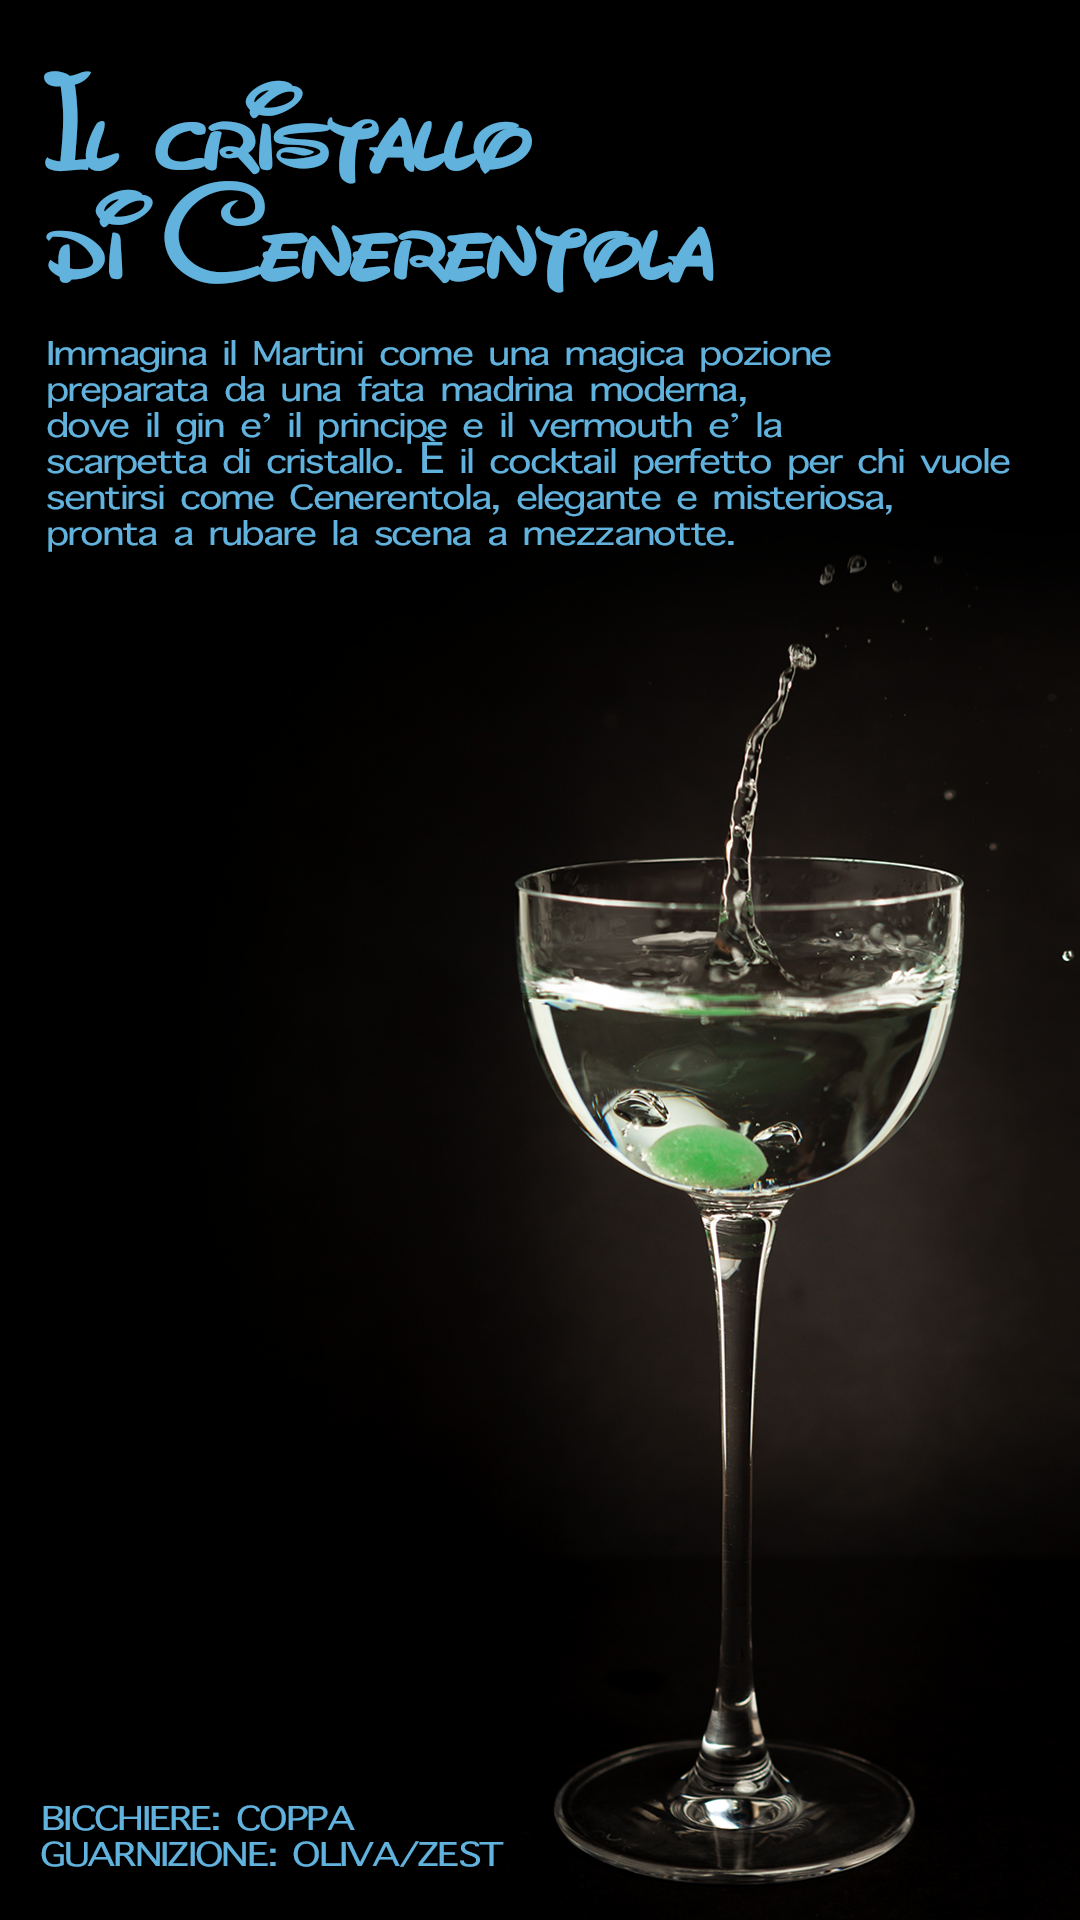 Il cristallo
di Cenerentola
Immagina il Martini come una magica pozione
preparata da una fata madrina moderna,
dove il gin e’ il principe e il vermouth e’ la
scarpetta di cristallo. È il cocktail perfetto per chi vuole
sentirsi come Cenerentola, elegante e misteriosa,
pronta a rubare la scena a mezzanotte.
BICCHIERE: COPPA
GUARNIZIONE: OLIVA/ZEST